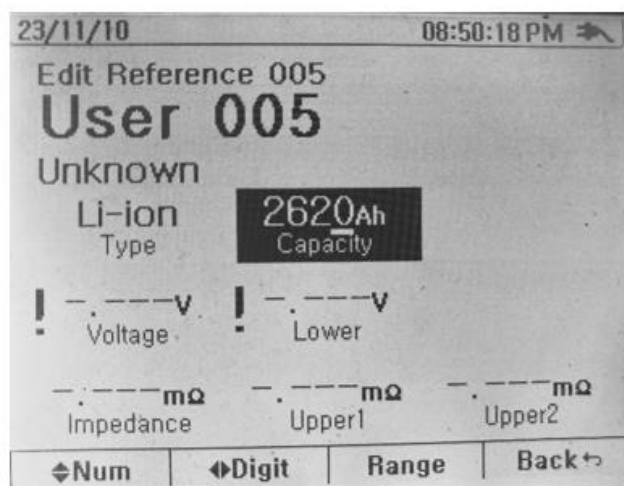 23/11/10 08:50:18 PM
Edit Reference 005
User 005
Unknown
Li-ion 2620Ah
Type Capacity
! -.---V ! -.---V
Voltage Lower
-.---mΩ -.---mΩ -.---mΩ
Impedance Upper1 Upper2
Num Digit Range Back